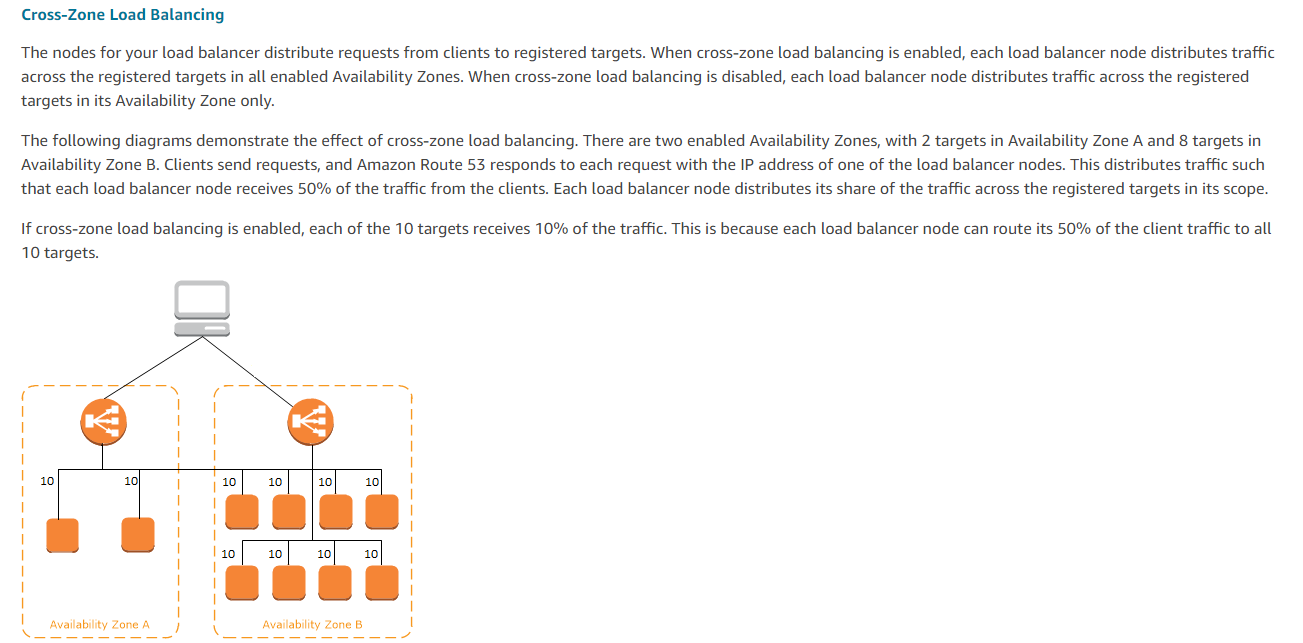 Cross-Zone Load Balancing
The nodes for your load balancer distribute requests from clients to registered targets. When cross-zone load balancing is enabled, each load balancer node distributes traffic
across the registered targets in all enabled Availability Zones. When cross-zone load balancing is disabled, each load balancer node distributes traffic across the registered
targets in its Availability Zone only.
The following diagrams demonstrate the effect of cross-zone load balancing. There are two enabled Availability Zones, with 2 targets in Availability Zone A and 8 targets in
Availability Zone B. Clients send requests, and Amazon Route 53 responds to each request with the IP address of one of the load balancer nodes. This distributes traffic such
that each load balancer node receives 50% of the traffic from the clients. Each load balancer node distributes its share of the traffic across the registered targets in its scope.
If cross-zone load balancing is enabled, each of the 10 targets receives 10% of the traffic. This is because each load balancer node can route its 50% of the client traffic to all
10 targets.
10 10 10 10 10 10
10 10 10 10
Availability Zone A Availability Zone B